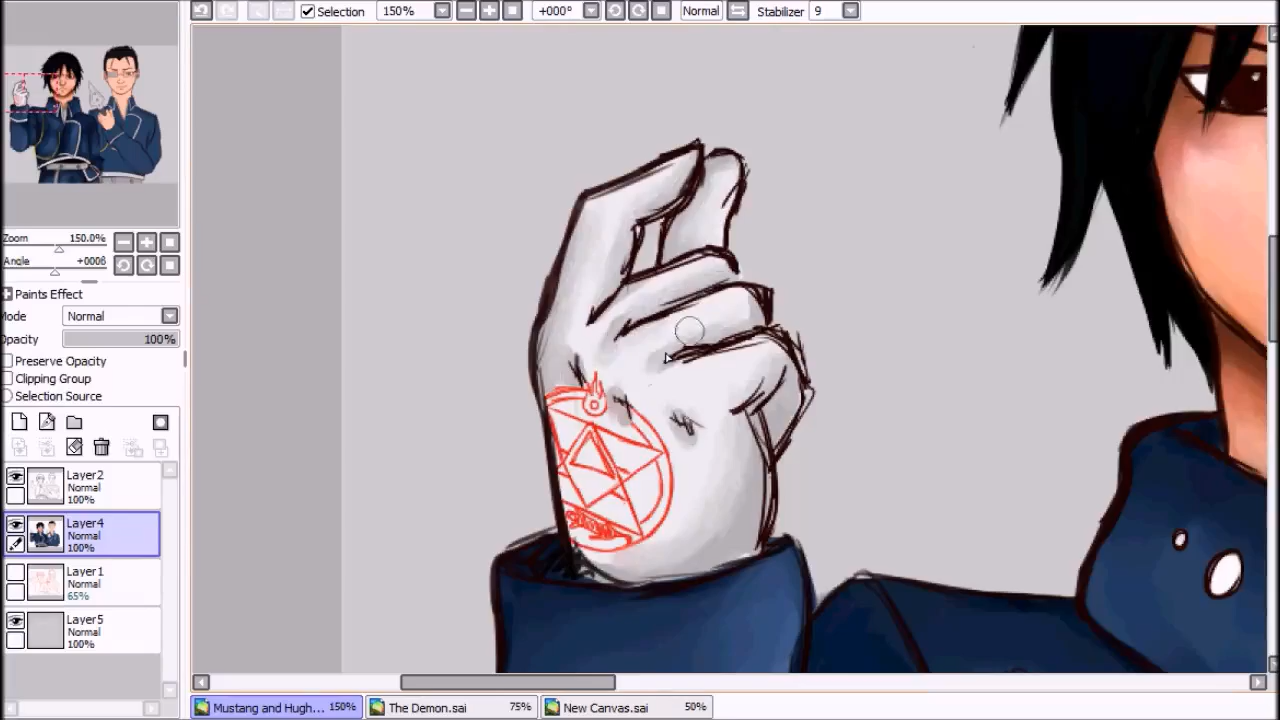 Selection 150% +000° Normal Stabilizer 9
Zoom 150.0%
Angle +000β
Paints Effect
Mode Normal
Opacity 100%
Preserve Opacity
Clipping Group
Selection Source
Layer2
Normal
100%
Layer4
Normal
100%
Layer1
Normal
65%
Layer5
Normal
100%
Mustang and Hugh... 150% The Demon.sai 75% New Canvas.sai 50%